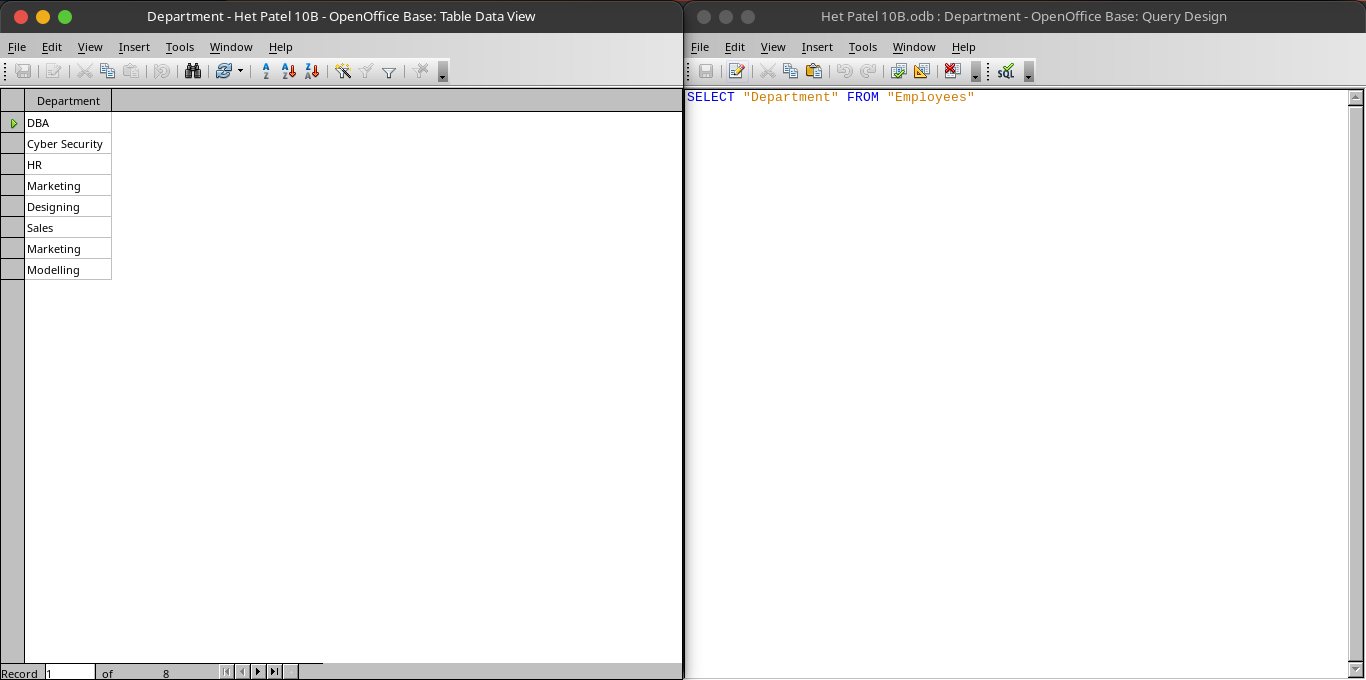 Department - Het Patel 10B - OpenOffice Base: Table Data View
File Edit View Insert Tools Window Help
Department
DBA
Cyber Security
HR
Marketing
Designing
Sales
Marketing
Modelling
Record 1 of 8
Het Patel 10B.odb : Department - OpenOffice Base: Query Design
File Edit View Insert Tools Window Help
SQL
SELECT "Department" FROM "Employees"